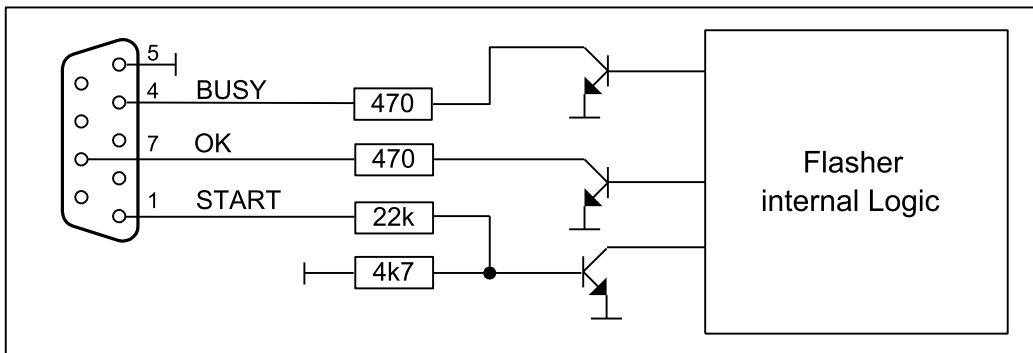 5
4 BUSY 470
7 OK 470
1 START 22k
4k7
Flasher
internal Logic